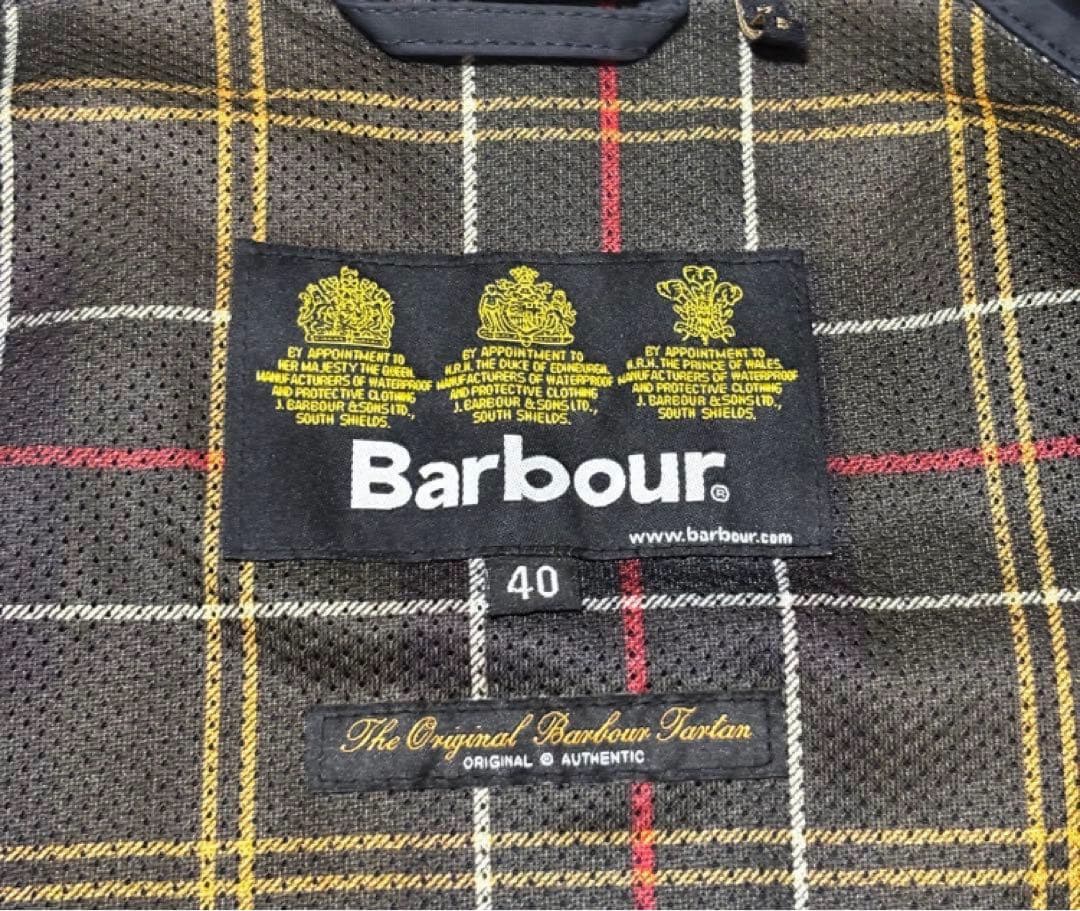 BY APPOINTMENT TO
HER MAJESTY THE QUEEN
MANUFACTURERS OF WATERPROOF
AND PROTECTIVE CLOTHING
J. BARBOUR & SONS LTD.,
SOUTH SHIELDS.
BY APPOINTMENT TO
H.R.H. THE DUKE OF EDINBURGH
MANUFACTURERS OF WATERPROOF
AND PROTECTIVE CLOTHING
J. BARBOUR & SONS LTD.,
SOUTH SHIELDS.
BY APPOINTMENT TO
H.R.H. THE PRINCE OF WALES
MANUFACTURERS OF WATERPROOF
AND PROTECTIVE CLOTHING
J. BARBOUR & SONS LTD.,
SOUTH SHIELDS.
Barbour®
www.barbour.com
40
The Original Barbour Tartan
ORIGINAL © AUTHENTIC